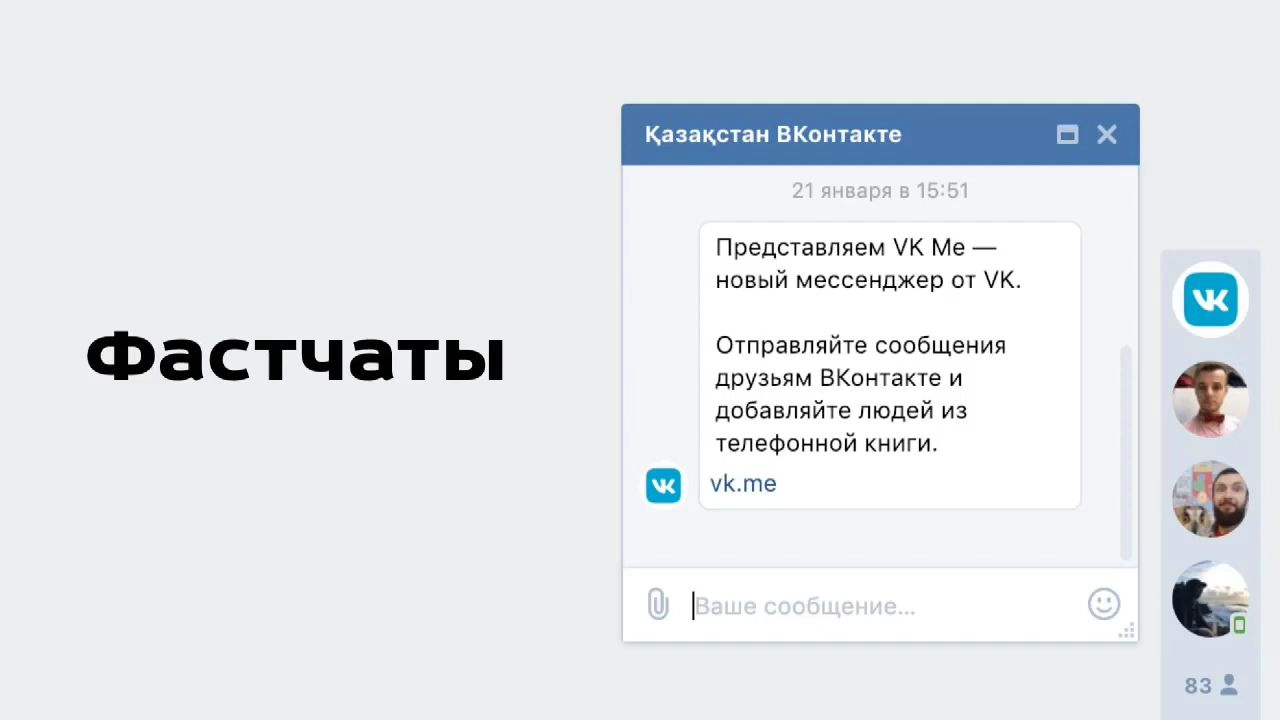 Фастчаты
Қазақстан ВКонтакте
21 января в 15:51
Представляем VK Me —
новый мессенджер от VK.
Отправляйте сообщения
друзьям ВКонтакте и
добавляйте людей из
телефонной книги.
vk.me
Ваше сообщение...
83